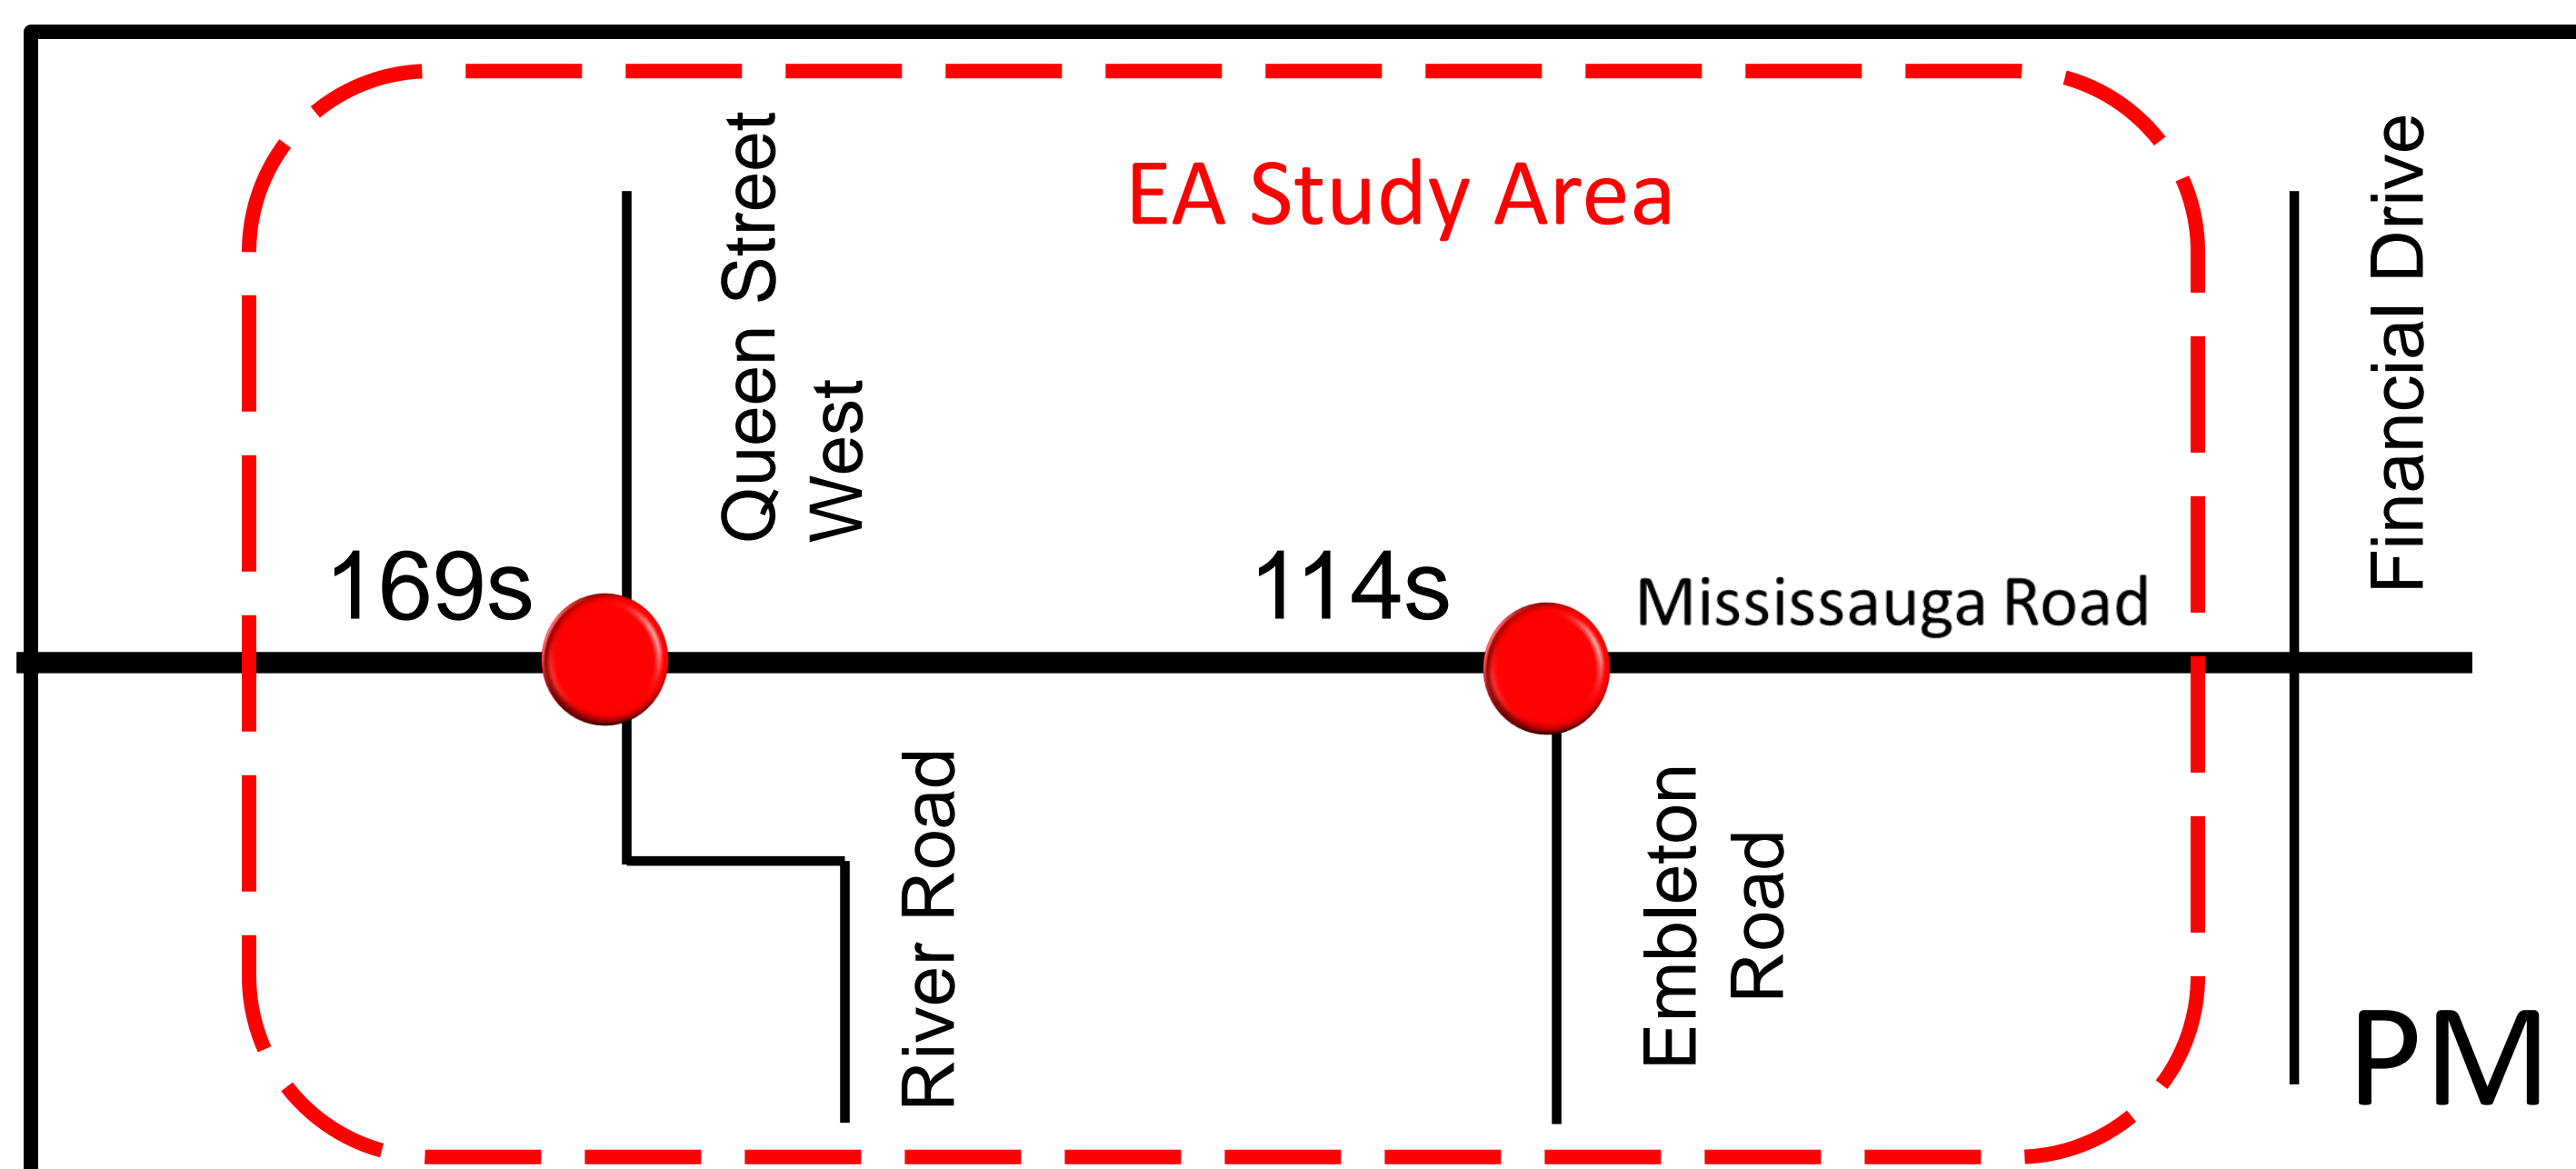 EA Study Area
Queen Street
West
Financial Drive
169s
114s
Mississauga Road
River Road
Embleton
Road
PM